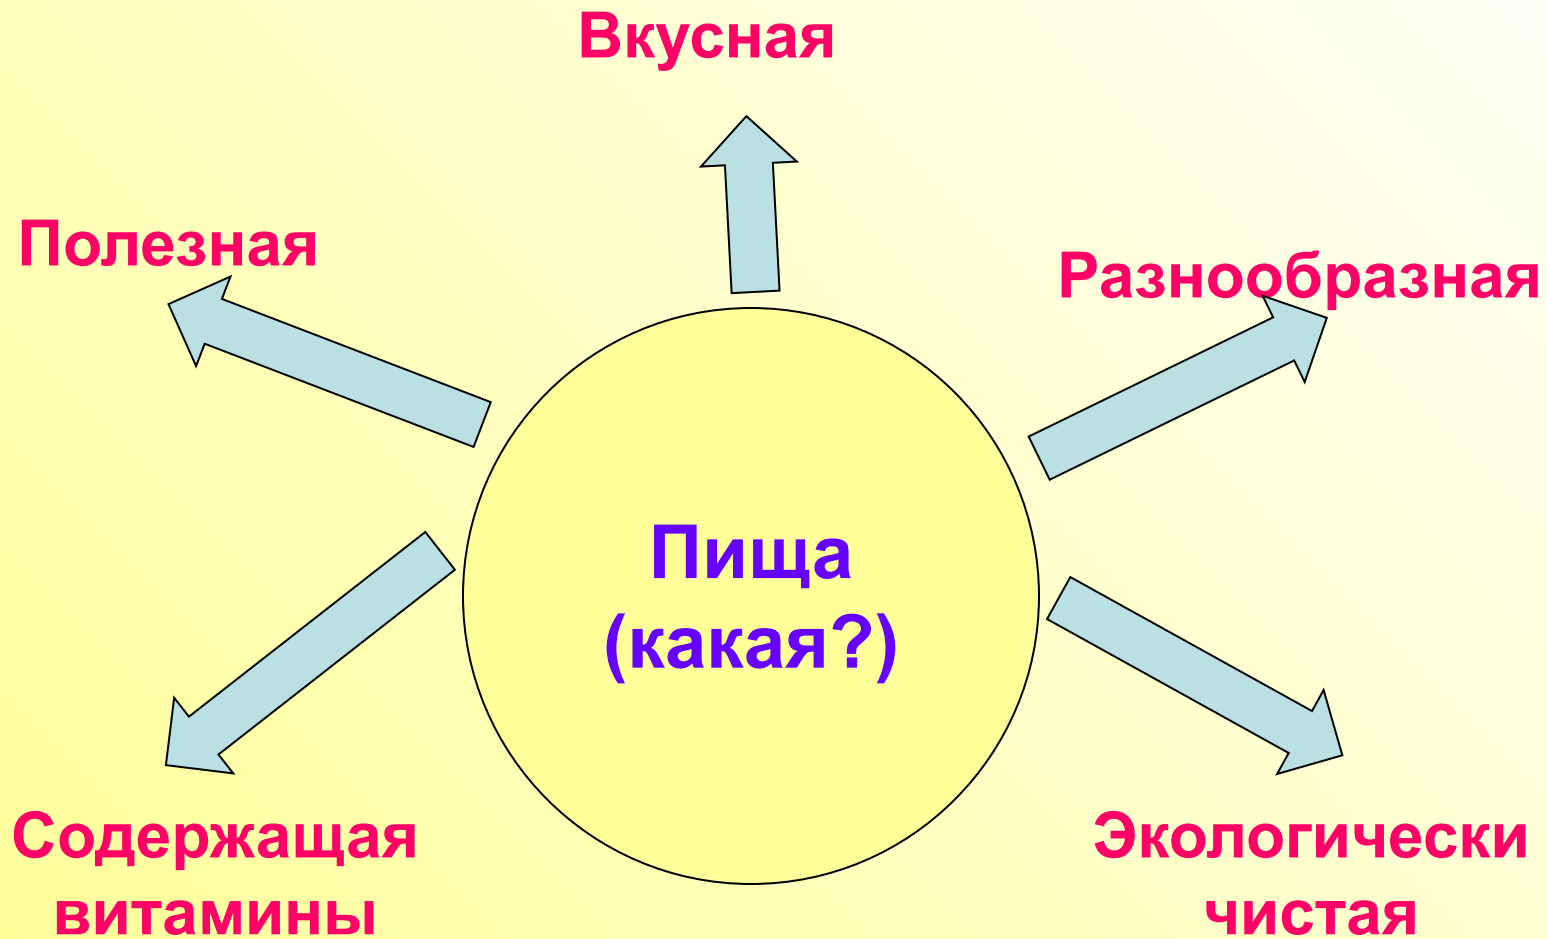 Вкусная
Полезная
Разнообразная
Пища
(какая?)
Содержащая
витамины
Экологически
чистая